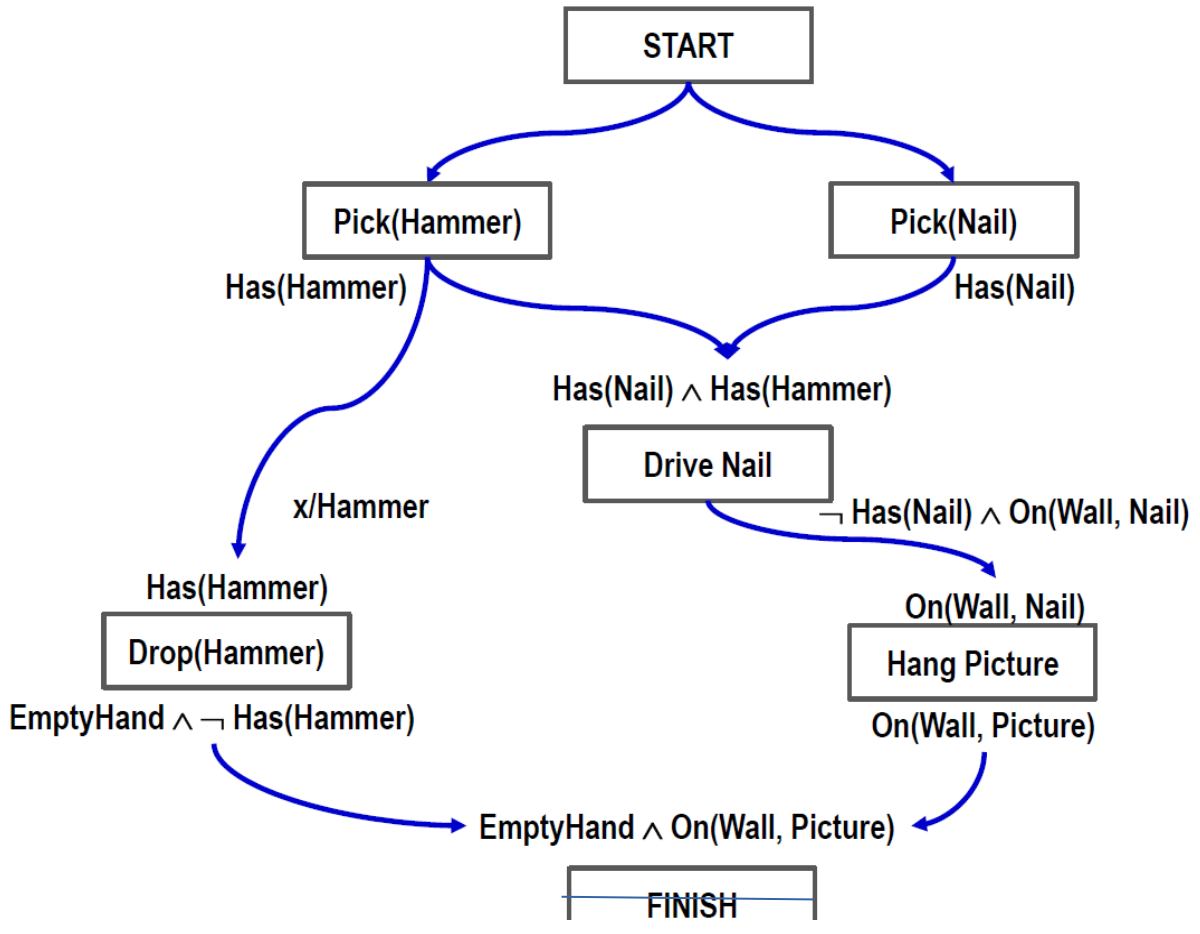 START
Pick(Hammer)
Pick(Nail)
Has(Hammer)
Has(Nail)
Has(Nail) ∧ Has(Hammer)
Drive Nail
x/Hammer
¬ Has(Nail) ∧ On(Wall, Nail)
Has(Hammer)
On(Wall, Nail)
Drop(Hammer)
Hang Picture
EmptyHand ∧ ¬ Has(Hammer)
On(Wall, Picture)
EmptyHand ∧ On(Wall, Picture)
FINISH